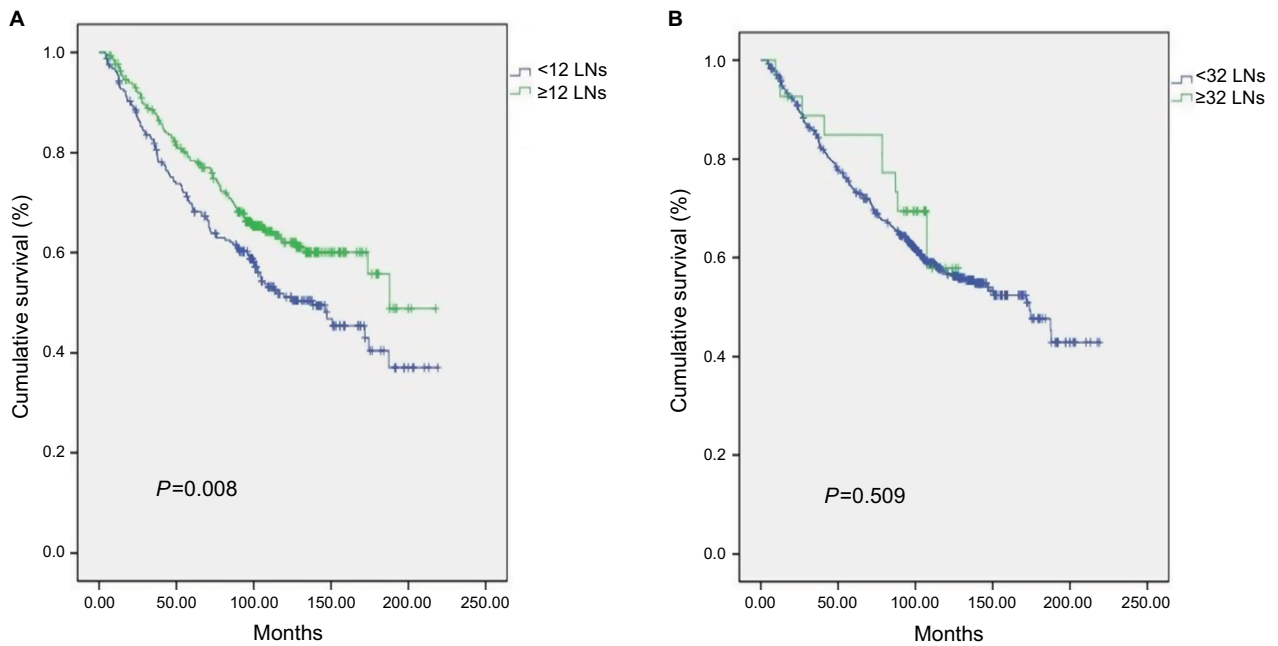 A
<12 LNs
≥12 LNs
Cumulative survival (%)
1.0
0.8
0.6
0.4
0.2
0.0
P=0.008
0.00 50.00 100.00 150.00 200.00 250.00
Months
B
<32 LNs
≥32 LNs
Cumulative survival (%)
1.0
0.8
0.6
0.4
0.2
0.0
P=0.509
0.00 50.00 100.00 150.00 200.00 250.00
Months